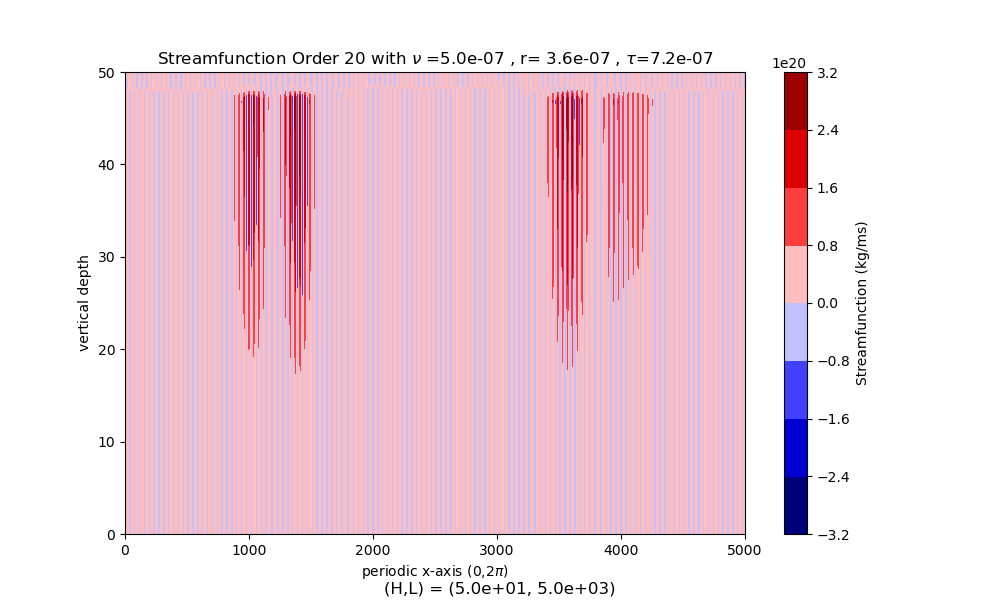 Streamfunction Order 20 with ν =5.0e-07 , r= 3.6e-07 , τ=7.2e-07
1e20
50
40
30
20
10
0
vertical depth
0 1000 2000 3000 4000 5000
periodic x-axis (0,2π)
(H,L) = (5.0e+01, 5.0e+03)
3.2
2.4
1.6
0.8
0.0
−0.8
−1.6
−2.4
−3.2
Streamfunction (kg/ms)